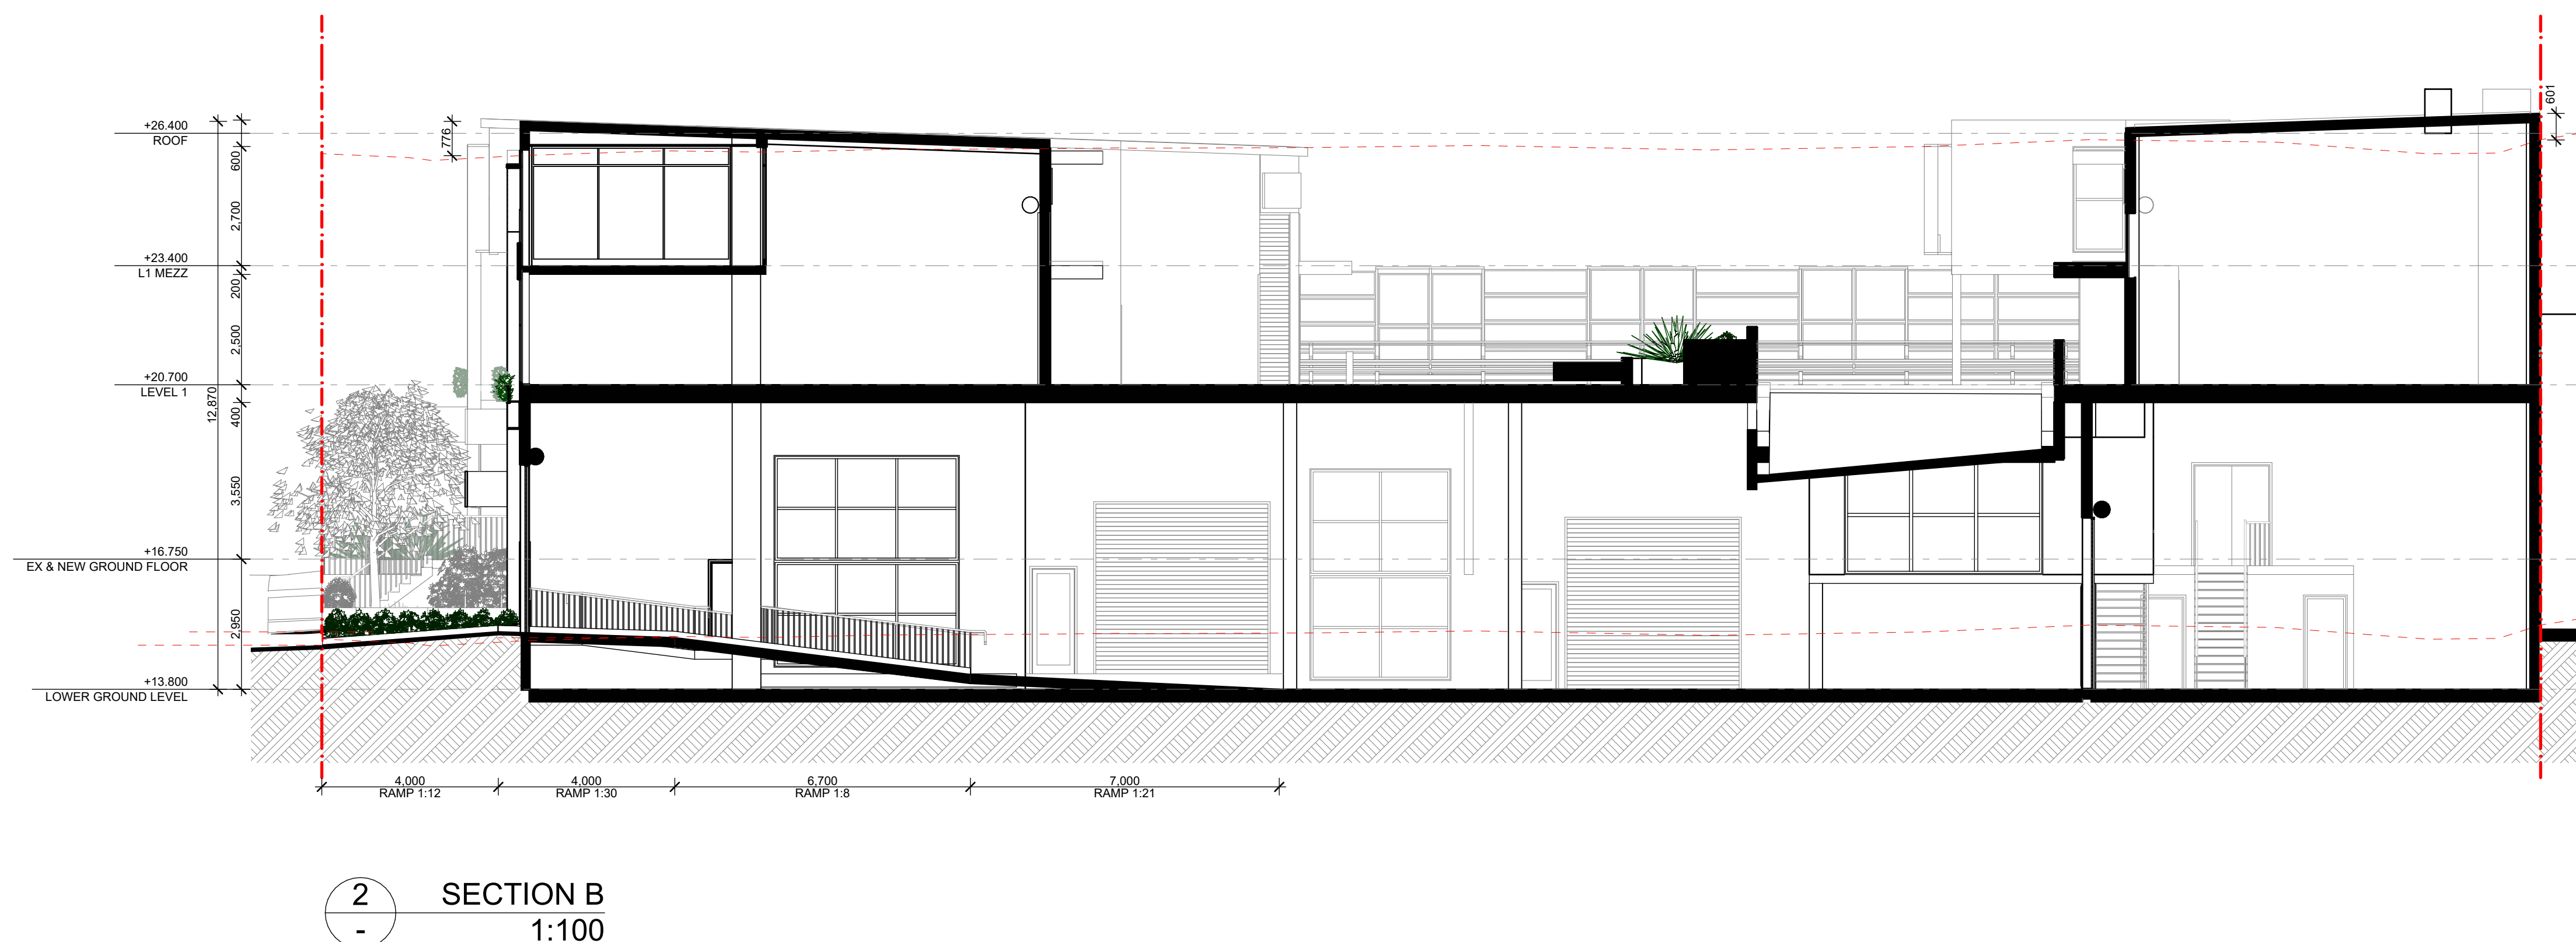 +26.400
ROOF
+23.400
L1 MEZZ
+20.700
LEVEL 1
+16.750
EX & NEW GROUND FLOOR
+13.800
LOWER GROUND LEVEL
12,870
600
2,700
200
2,500
400
3,550
2,950
776
601
4,000
RAMP 1:12
4,000
RAMP 1:30
6,700
RAMP 1:8
7,000
RAMP 1:21
2
-
SECTION B
1:100